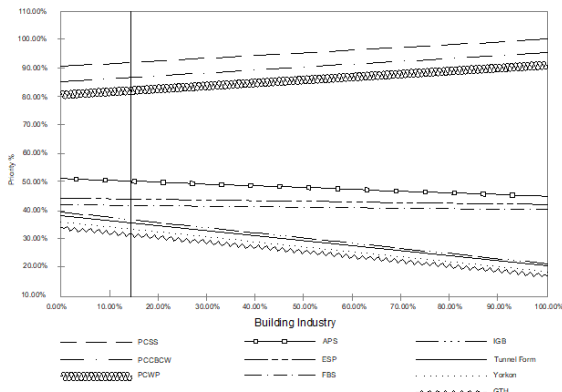 110.00%
100.00%
90.00%
80.00%
70.00%
60.00%
50.00%
40.00%
30.00%
20.00%
10.00%
Priority %
0.00% 10.00% 20.00% 30.00% 40.00% 50.00% 60.00% 70.00% 80.00% 90.00% 100.00%
Building Industry
PCSS APS IGB
PCCBCW ESP Tunnel Form
PCWP FBS Yorkon
GTH